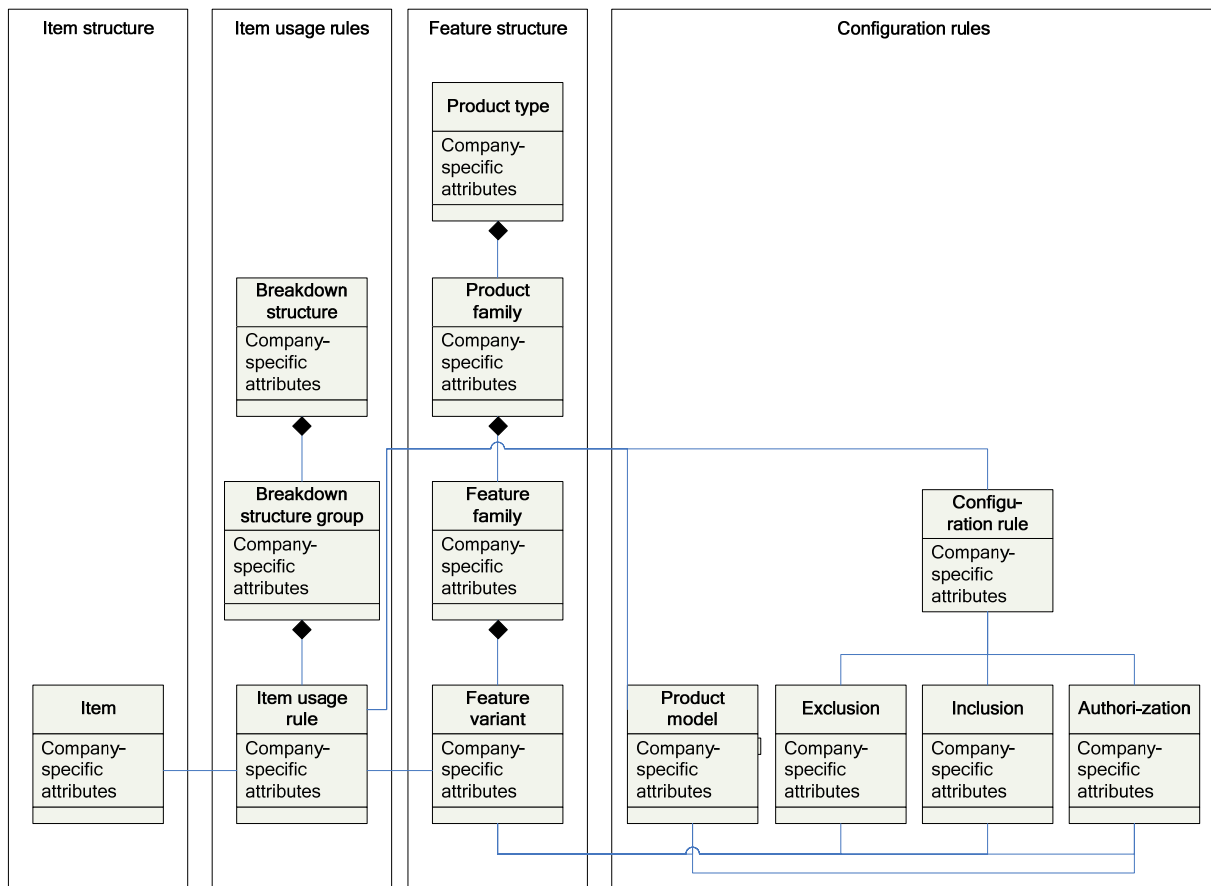 Item structure
Item usage rules
Feature structure
Configuration rules
Product type
Company-
specific
attributes
Breakdown
structure
Company-
specific
attributes
Product
family
Company-
specific
attributes
Breakdown
structure group
Company-
specific
attributes
Feature
family
Company-
specific
attributes
Configu-
ration rule
Company-
specific
attributes
Item
Company-
specific
attributes
Item usage
rule
Company-
specific
attributes
Feature
variant
Company-
specific
attributes
Product
model
Company-
specific
attributes
Exclusion
Company-
specific
attributes
Inclusion
Company-
specific
attributes
Authori-zation
Company-
specific
attributes